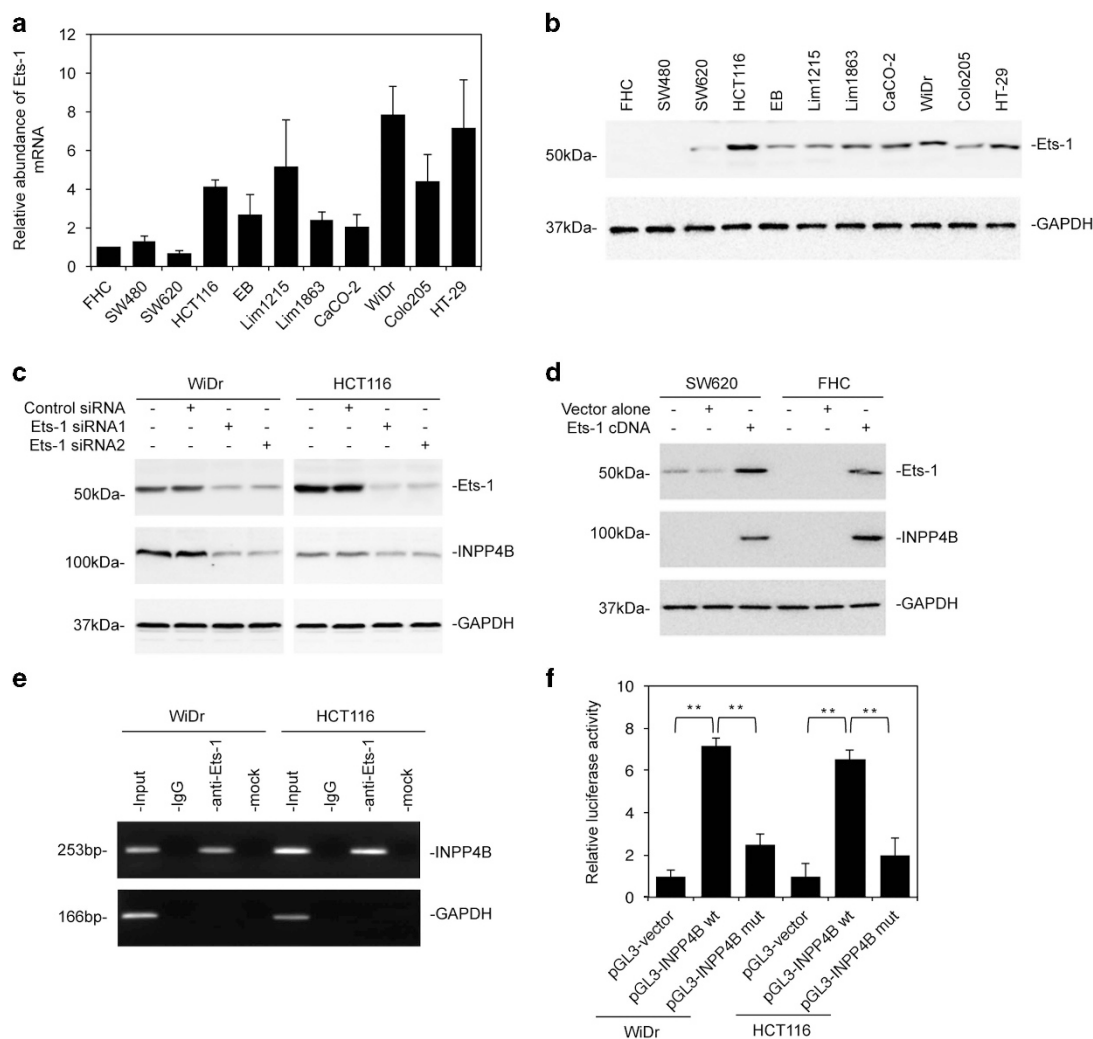 a
Relative abundance of Ets-1
mRNA
12
10
8
6
4
2
0
FHC
SW480
SW620
HCT116
EB
Lim1215
Lim1863
CaCO-2
WiDr
Colo205
HT-29
b
FHC
SW480
SW620
HCT116
EB
Lim1215
Lim1863
CaCO-2
WiDr
Colo205
HT-29
50kDa-
-Ets-1
37kDa-
-GAPDH
c
WiDr HCT116
Control siRNA - + - - - + - -
Ets-1 siRNA1 - - + - - - + -
Ets-1 siRNA2 - - - + - - - +
50kDa- -Ets-1
100kDa- -INPP4B
37kDa- -GAPDH
d
SW620 FHC
Vector alone - + - - + -
Ets-1 cDNA - - + - - +
50kDa- -Ets-1
100kDa- -INPP4B
37kDa- -GAPDH
e
WiDr HCT116
-Input
-IgG
-anti-Ets-1
-mock
-Input
-IgG
-anti-Ets-1
-mock
253bp- -INPP4B
166bp- -GAPDH
f
Relative luciferase activity
10
8
6
4
2
0
** ** ** **
pGL3-vector
pGL3-INPP4B wt
pGL3-INPP4B mut
pGL3-vector
pGL3-INPP4B wt
pGL3-INPP4B mut
WiDr HCT116